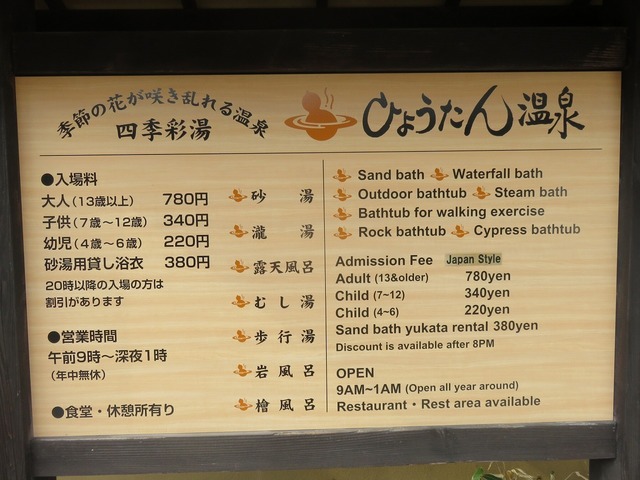 季節の花が咲き乱れる温泉
四季彩湯
ひょうたん温泉
●入場料
大人（13歳以上） 780円
子供（7歳〜12歳） 340円
幼児（4歳〜6歳） 220円
砂湯用貸し浴衣 380円
20時以降の入場の方は
割引があります
●営業時間
午前9時〜深夜1時
（年中無休）
●食堂・休憩所有り
砂湯
瀧湯
露天風呂
むし湯
歩行湯
岩風呂
檜風呂
Sand bath Waterfall bath
Outdoor bathtub Steam bath
Bathtub for walking exercise
Rock bathtub Cypress bathtub
Admission Fee Japan Style
Adult (13&older) 780yen
Child (7~12) 340yen
Child (4~6) 220yen
Sand bath yukata rental 380yen
Discount is available after 8PM
OPEN
9AM~1AM (Open all year around)
Restaurant・Rest area available